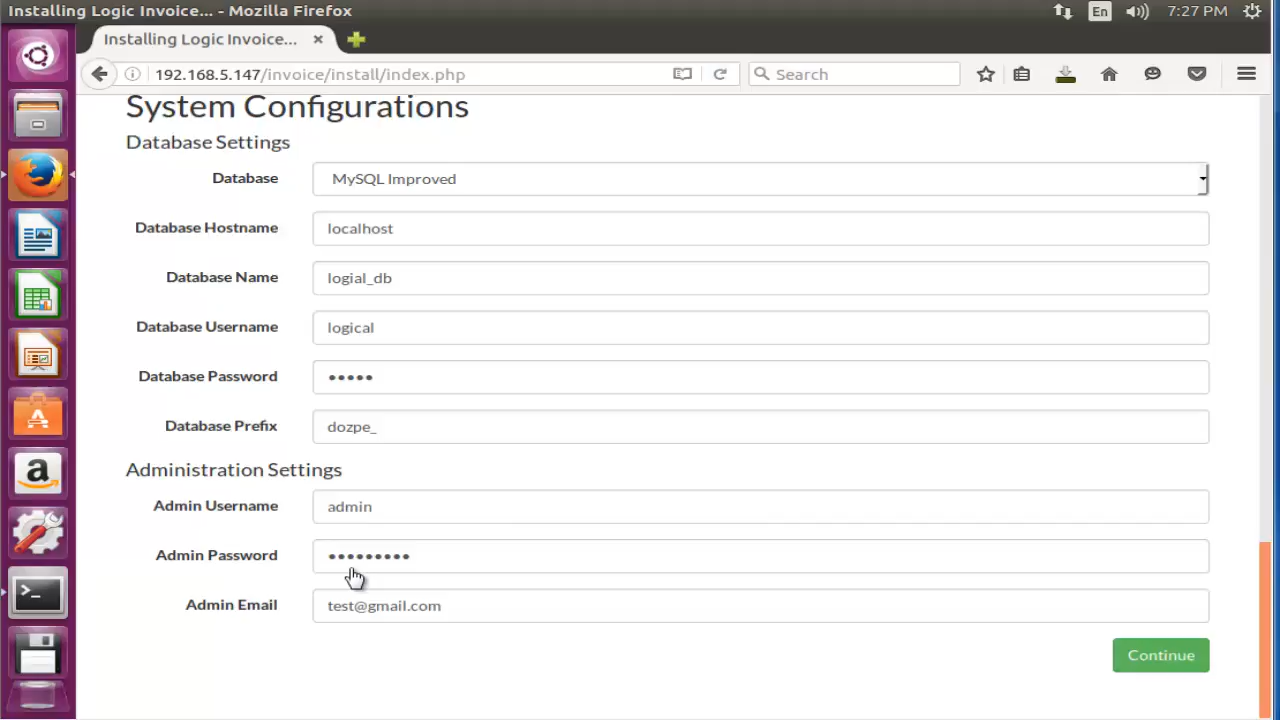 Installing Logic Invoice... - Mozilla Firefox
En
7:27 PM
Installing Logic Invoice...
192.168.5.147/invoice/install/index.php
Search
System Configurations
Database Settings
Database
MySQL Improved
Database Hostname
localhost
Database Name
logial_db
Database Username
logical
Database Password
•••••
Database Prefix
dozpe_
Administration Settings
Admin Username
admin
Admin Password
•••••••••
Admin Email
test@gmail.com
Continue